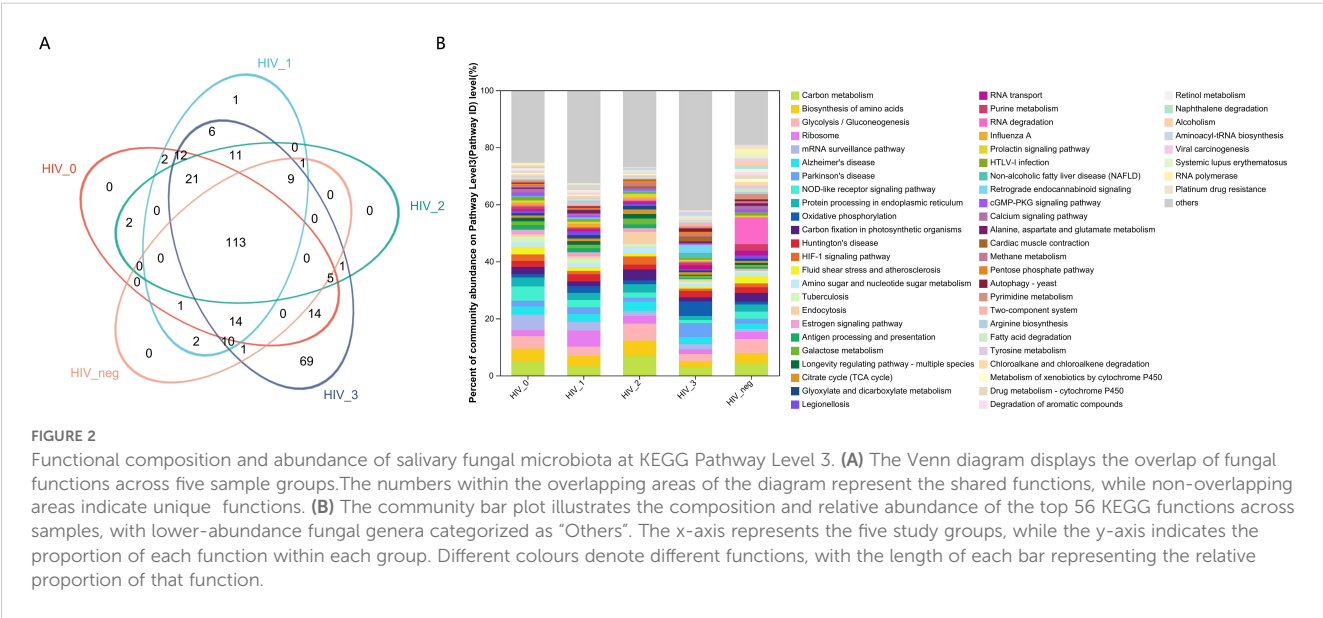 A
B
HIV_1
HIV_0
HIV_2
HIV_neg
HIV_3
1
6
0
2
12
11
1
0
21
9
2
0
0
0
113
0
0
0
1
0
5
1
14
0
14
2
10
1
0
69
Percent of community abundance on Pathway Level3(Pathway ID) level(%)
100
80
60
40
20
0
HIV_0
HIV_1
HIV_2
HIV_3
HIV_neg
Carbon metabolism
Biosynthesis of amino acids
Glycolysis / Gluconeogenesis
Ribosome
mRNA surveillance pathway
Alzheimer's disease
Parkinson's disease
NOD-like receptor signaling pathway
Protein processing in endoplasmic reticulum
Oxidative phosphorylation
Carbon fixation in photosynthetic organisms
Huntington's disease
HIF-1 signaling pathway
Fluid shear stress and atherosclerosis
Amino sugar and nucleotide sugar metabolism
Tuberculosis
Endocytosis
Estrogen signaling pathway
Antigen processing and presentation
Galactose metabolism
Longevity regulating pathway - multiple species
Citrate cycle (TCA cycle)
Glyoxylate and dicarboxylate metabolism
Legionellosis
RNA transport
Purine metabolism
RNA degradation
Influenza A
Prolactin signaling pathway
HTLV-I infection
Non-alcoholic fatty liver disease (NAFLD)
Retrograde endocannabinoid signaling
cGMP-PKG signaling pathway
Calcium signaling pathway
Alanine, aspartate and glutamate metabolism
Cardiac muscle contraction
Methane metabolism
Pentose phosphate pathway
Autophagy - yeast
Pyrimidine metabolism
Two-component system
Arginine biosynthesis
Fatty acid degradation
Tyrosine metabolism
Chloroalkane and chloroalkene degradation
Metabolism of xenobiotics by cytochrome P450
Drug metabolism - cytochrome P450
Degradation of aromatic compounds
Retinol metabolism
Naphthalene degradation
Alcoholism
Aminoacyl-tRNA biosynthesis
Viral carcinogenesis
Systemic lupus erythematosus
RNA polymerase
Platinum drug resistance
others
FIGURE 2
Functional composition and abundance of salivary fungal microbiota at KEGG Pathway Level 3. (A) The Venn diagram displays the overlap of fungal
functions across five sample groups.The numbers within the overlapping areas of the diagram represent the shared functions, while non-overlapping
areas indicate unique functions. (B) The community bar plot illustrates the composition and relative abundance of the top 56 KEGG functions across
samples, with lower-abundance fungal genera categorized as “Others”. The x-axis represents the five study groups, while the y-axis indicates the
proportion of each function within each group. Different colours denote different functions, with the length of each bar representing the relative
proportion of that function.